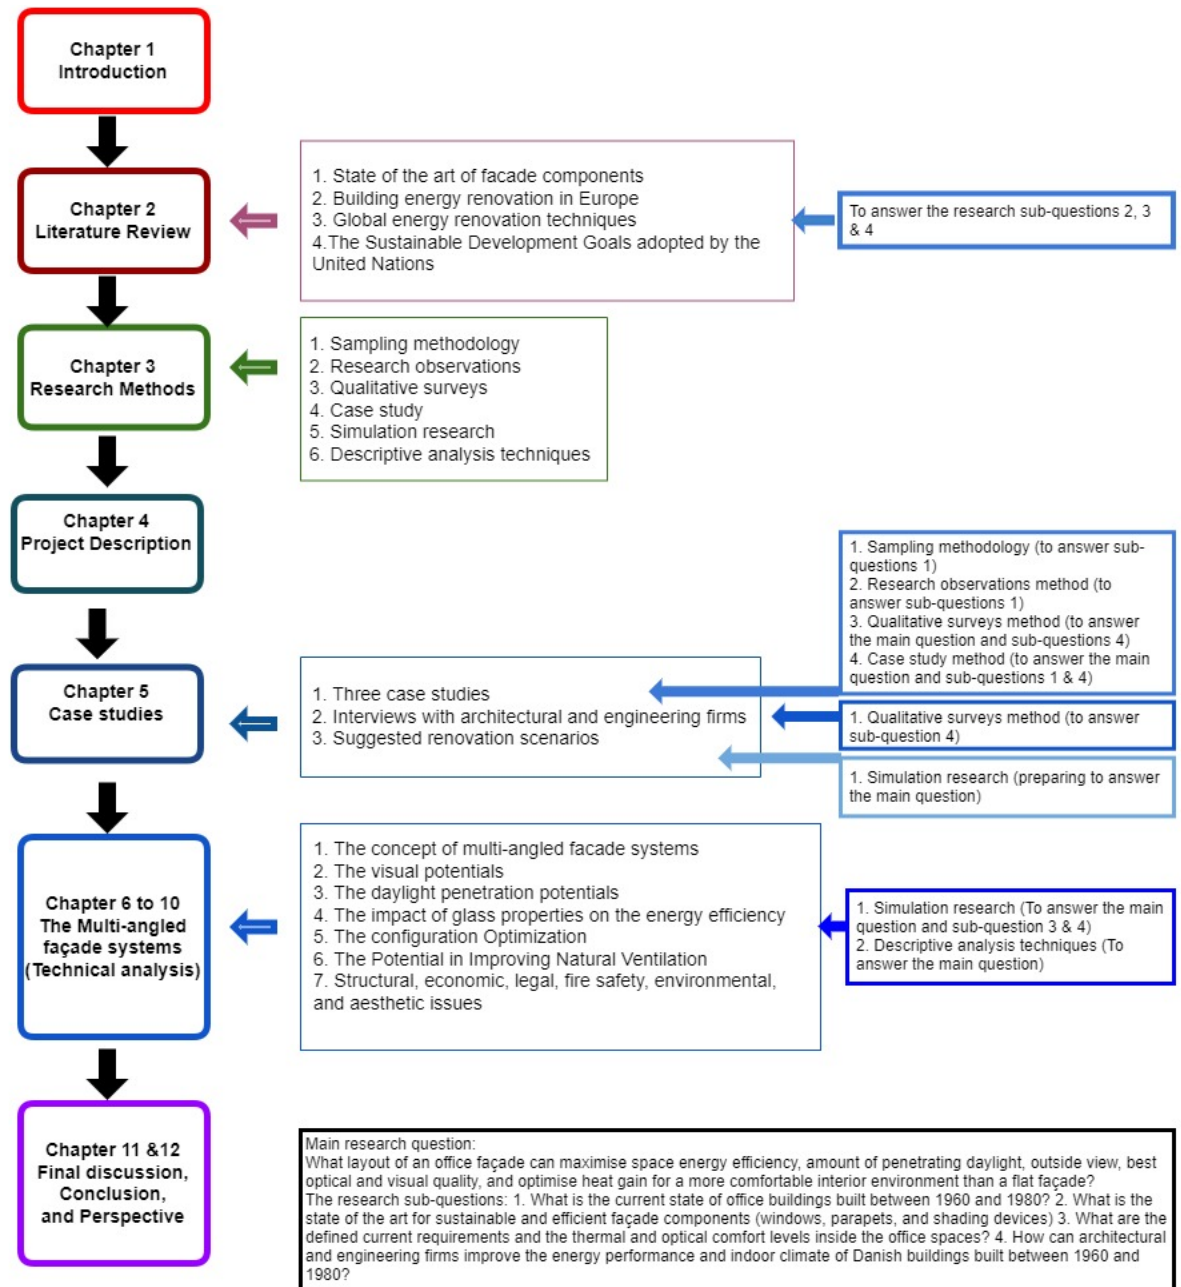 Chapter 1
Introduction
Chapter 2
Literature Review
1. State of the art of facade components
2. Building energy renovation in Europe
3. Global energy renovation techniques
4.The Sustainable Development Goals adopted by the
United Nations
To answer the research sub-questions 2, 3
& 4
Chapter 3
Research Methods
1. Sampling methodology
2. Research observations
3. Qualitative surveys
4. Case study
5. Simulation research
6. Descriptive analysis techniques
Chapter 4
Project Description
Chapter 5
Case studies
1. Three case studies
2. Interviews with architectural and engineering firms
3. Suggested renovation scenarios
1. Sampling methodology (to answer sub-
questions 1)
2. Research observations method (to
answer sub-questions 1)
3. Qualitative surveys method (to answer
the main question and sub-questions 4)
4. Case study method (to answer the main
question and sub-questions 1 & 4)
1. Qualitative surveys method (to answer
sub-question 4)
1. Simulation research (preparing to answer
the main question)
Chapter 6 to 10
The Multi-angled
façade systems
(Technical analysis)
1. The concept of multi-angled facade systems
2. The visual potentials
3. The daylight penetration potentials
4. The impact of glass properties on the energy efficiency
5. The configuration Optimization
6. The Potential in Improving Natural Ventilation
7. Structural, economic, legal, fire safety, environmental,
and aesthetic issues
1. Simulation research (To answer the main
question and sub-question 3 & 4)
2. Descriptive analysis techniques (To
answer the main question)
Chapter 11 &12
Final discussion,
Conclusion,
and Perspective
Main research question:
What layout of an office façade can maximise space energy efficiency, amount of penetrating daylight, outside view, best
optical and visual quality, and optimise heat gain for a more comfortable interior environment than a flat façade?
The research sub-questions: 1. What is the current state of office buildings built between 1960 and 1980? 2. What is the
state of the art for sustainable and efficient façade components (windows, parapets, and shading devices) 3. What are the
defined current requirements and the thermal and optical comfort levels inside the office spaces? 4. How can architectural
and engineering firms improve the energy performance and indoor climate of Danish buildings built between 1960 and
1980?